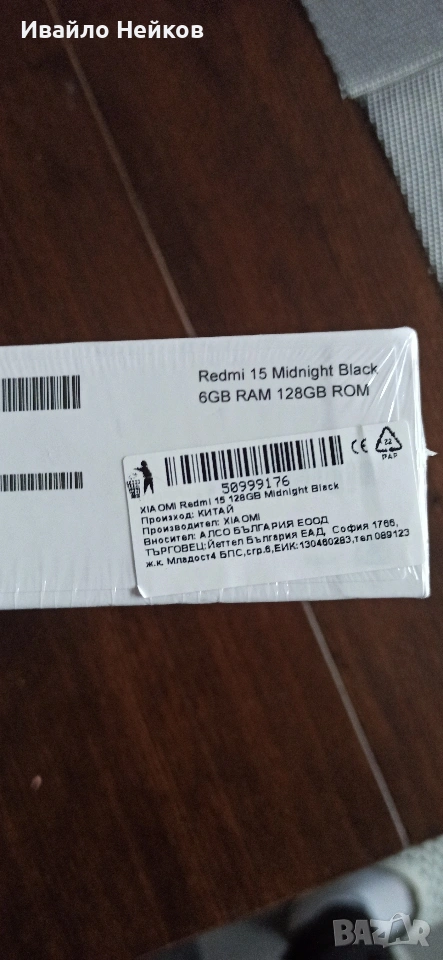 Ивайло Нейков
Redmi 15 Midnight Black
6GB RAM 128GB ROM
50999176
CE
22
PAP
XIAOMI Redmi 15 128GB Midnight Black
Произход: КИТАЙ
Производител: XIAOMI
Вносител: АЛСО БЪЛГАРИЯ ЕООД
ТЪРГОВЕЦ:Йеттел България ЕАД, София 1766,
ж.к. Младост4 БПС,сгр.6,ЕИК:130460283,тел 089123
BAZAR